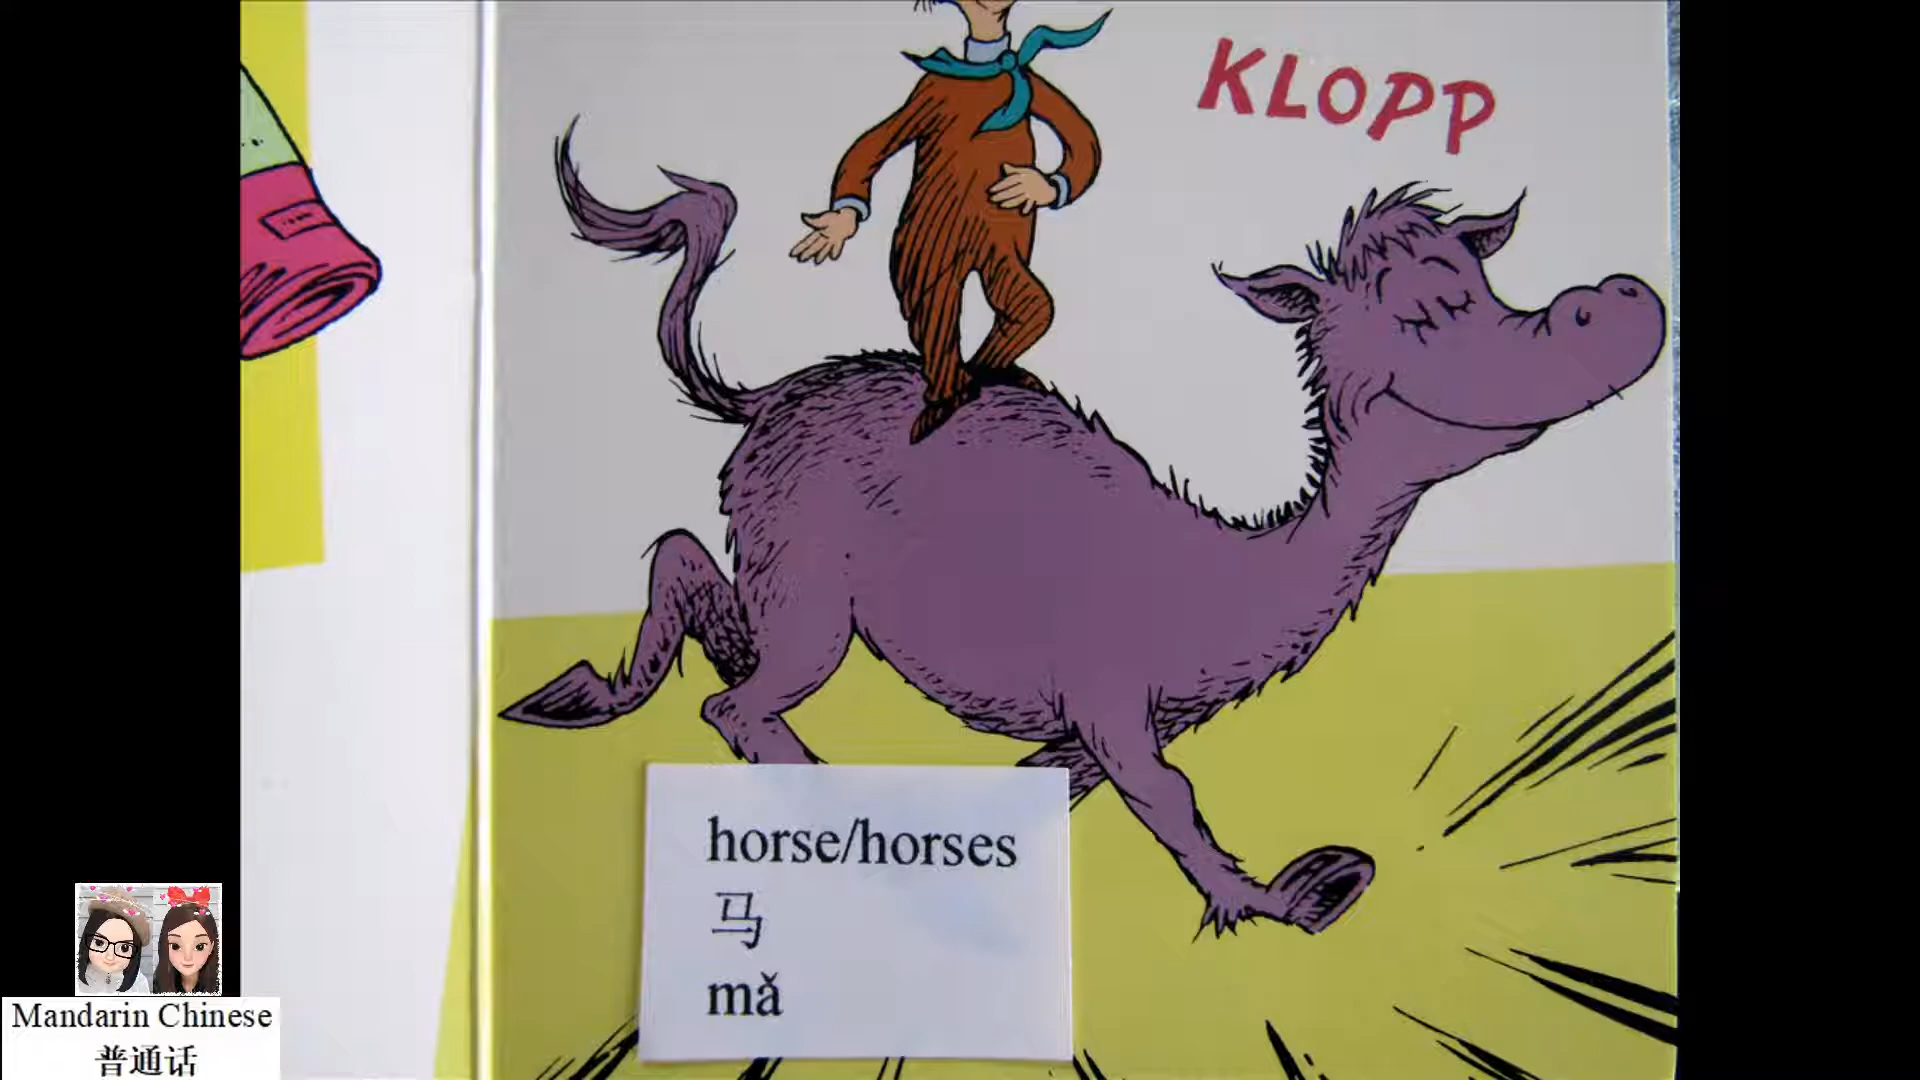 KLOPP
horse/horses
马
mǎ
Mandarin Chinese
普通话